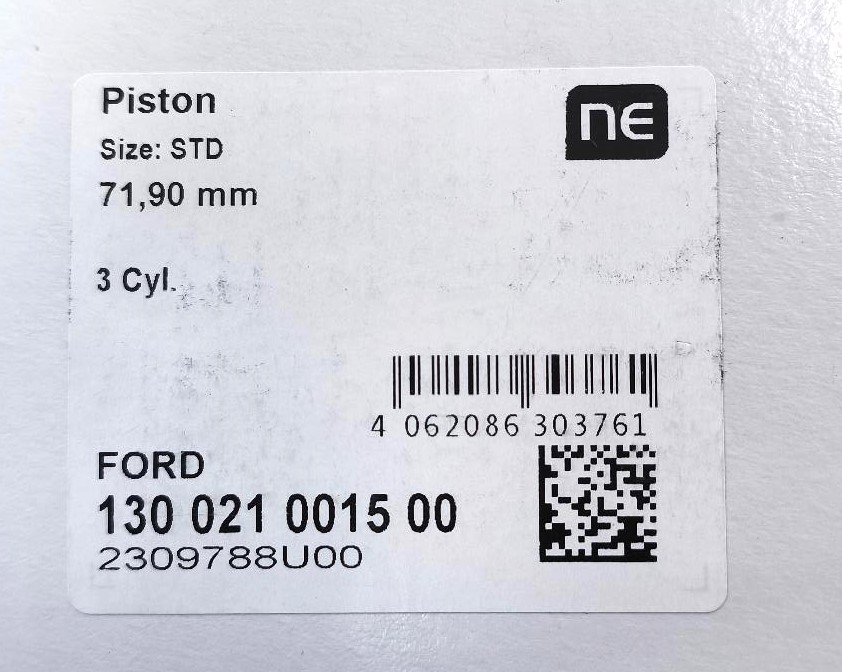 Piston
NE
Size: STD
71,90 mm
3 Cyl.
4 062086 303761
FORD
130 021 0015 00
2309788U00